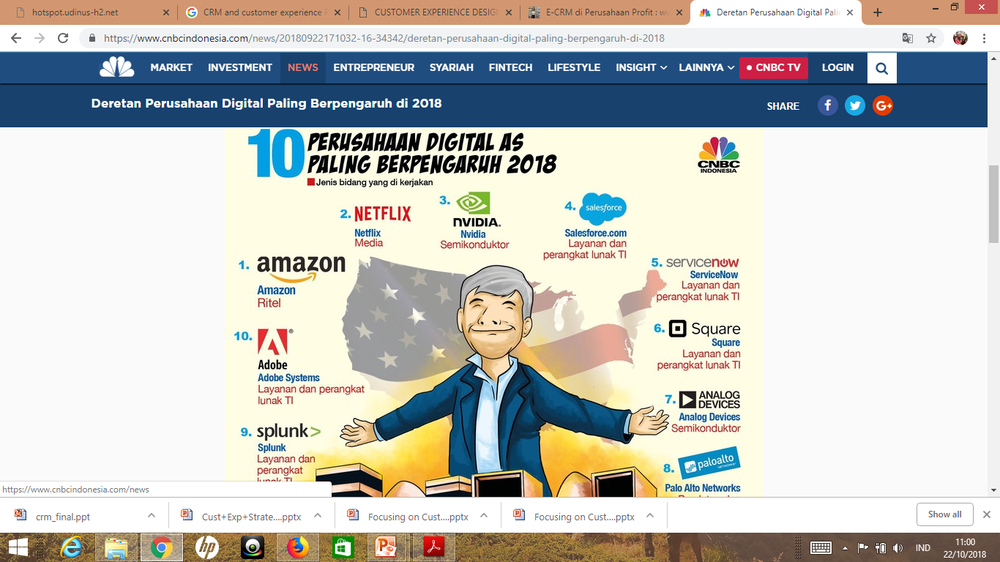 hotspot.udinus-h2.net
CRM and customer experience
CUSTOMER EXPERIENCE DESIG
E-CRM di Perusahaan Profit : w
Deretan Perusahaan Digital Pali
https://www.cnbcindonesia.com/news/20180922171032-16-34342/deretan-perusahaan-digital-paling-berpengaruh-di-2018
MARKET INVESTMENT NEWS ENTREPRENEUR SYARIAH FINTECH LIFESTYLE INSIGHT LAINNYA CNBC TV LOGIN
Deretan Perusahaan Digital Paling Berpengaruh di 2018
SHARE
f
G+
10 PERUSAHAAN DIGITAL AS
PALING BERPENGARUH 2018
Jenis bidang yang di kerjakan
CNBC
INDONESIA
1. amazon
Amazon
Ritel
2. NETFLIX
Netflix
Media
3. NVIDIA.
Nvidia
Semikonduktor
4. salesforce
Salesforce.com
Layanan dan
perangkat lunak TI
5. servicenow
ServiceNow
Layanan dan
perangkat lunak TI
6. Square
Square
Layanan dan
perangkat lunak TI
7. ANALOG
DEVICES
Analog Devices
Semikonduktor
8. paloalto
NETWORKS
Palo Alto Networks
9. splunk>
Splunk
Layanan dan
perangkat
lunak TI
10. Adobe
Adobe Systems
Layanan dan perangkat
lunak TI
https://www.cnbcindonesia.com/news
crm_final.ppt
Cust+Exp+Strate....pptx
Focusing on Cust....pptx
Focusing on Cust....pptx
Show all
hp
IND
11:00
22/10/2018